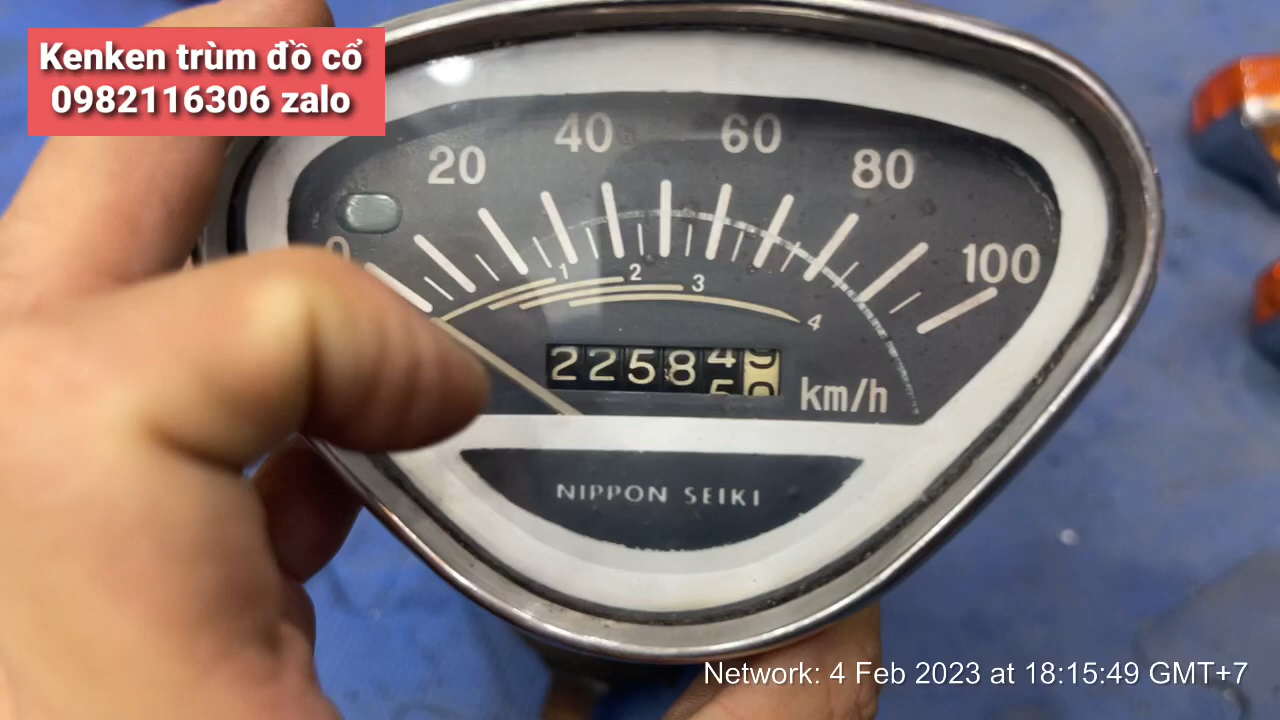 Kenken trùm đồ cổ
0982116306 zalo
0 20 40 60 80 100
1 2 3 4
22584
km/h
NIPPON SEIKI
Network: 4 Feb 2023 at 18:15:49 GMT+7